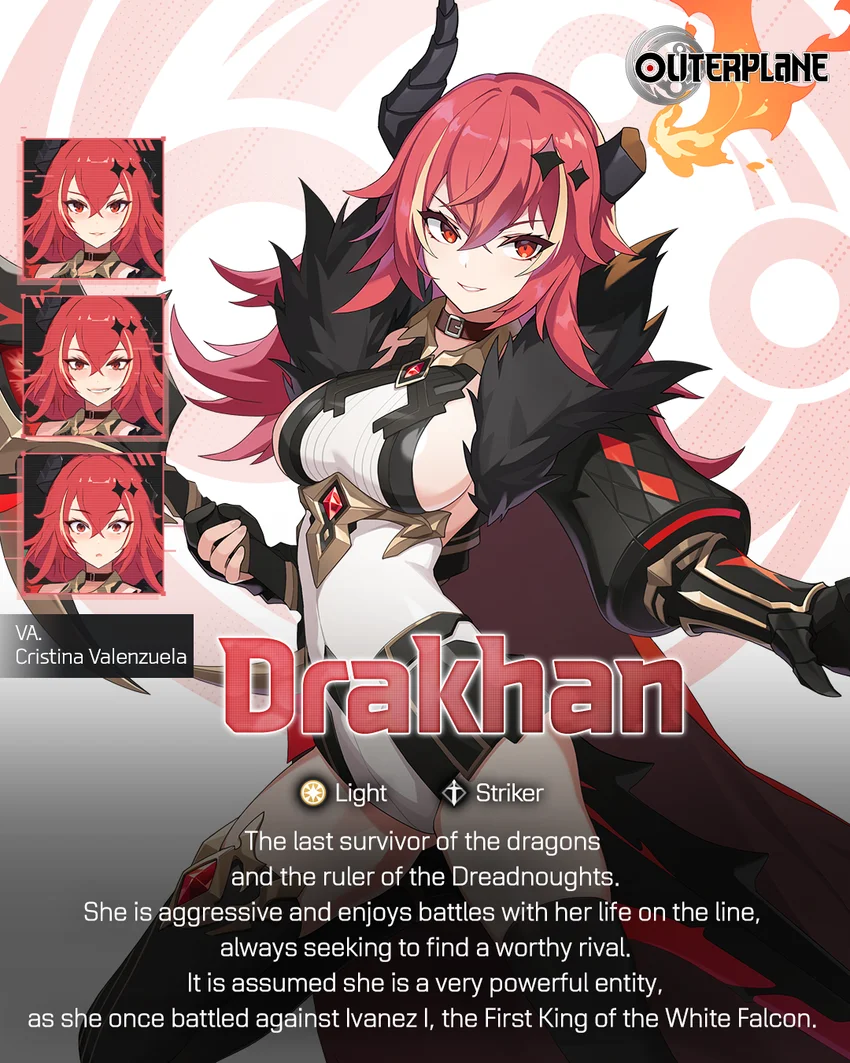 OUTERPLANE
VA.
Cristina Valenzuela
Drakhan
Light
Striker
The last survivor of the dragons
and the ruler of the Dreadnoughts.
She is aggressive and enjoys battles with her life on the line,
always seeking to find a worthy rival.
It is assumed she is a very powerful entity,
as she once battled against Ivanez I, the First King of the White Falcon.